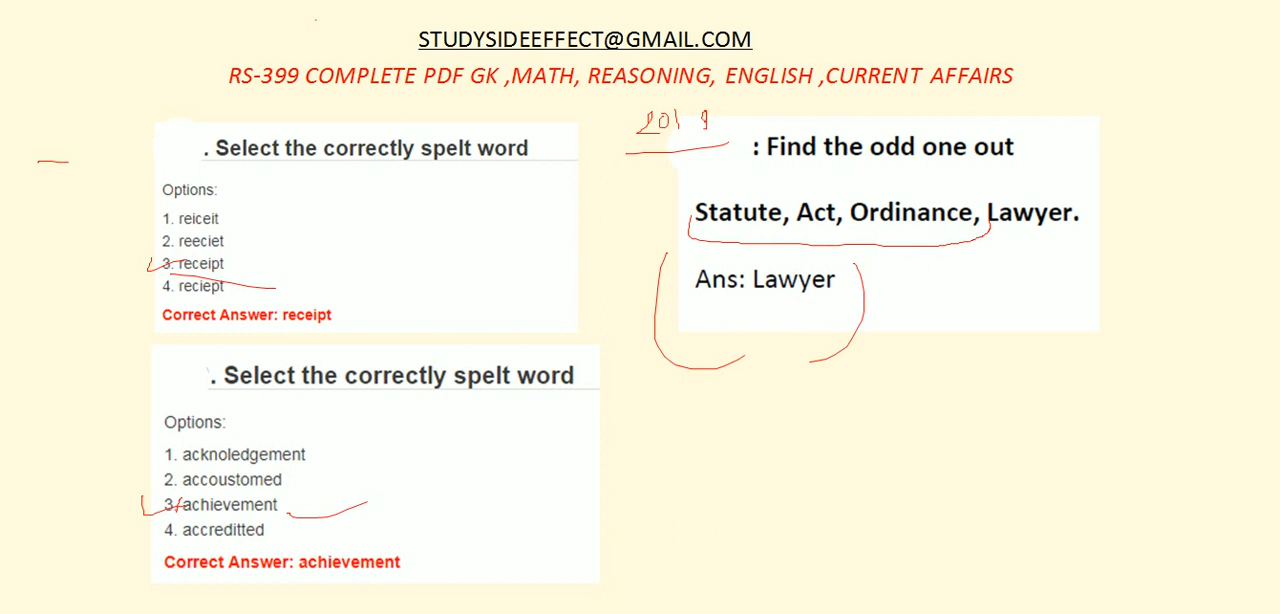 STUDYSIDEEFFECT@GMAIL.COM
RS-399 COMPLETE PDF GK ,MATH, REASONING, ENGLISH ,CURRENT AFFAIRS
. Select the correctly spelt word
Options:
1. reiceit
2. reeciet
3. receipt
4. reciept
Correct Answer: receipt
. Select the correctly spelt word
Options:
1. acknoledgement
2. accoustomed
3. achievement
4. accreditted
Correct Answer: achievement
2019
: Find the odd one out
Statute, Act, Ordinance, Lawyer.
Ans: Lawyer